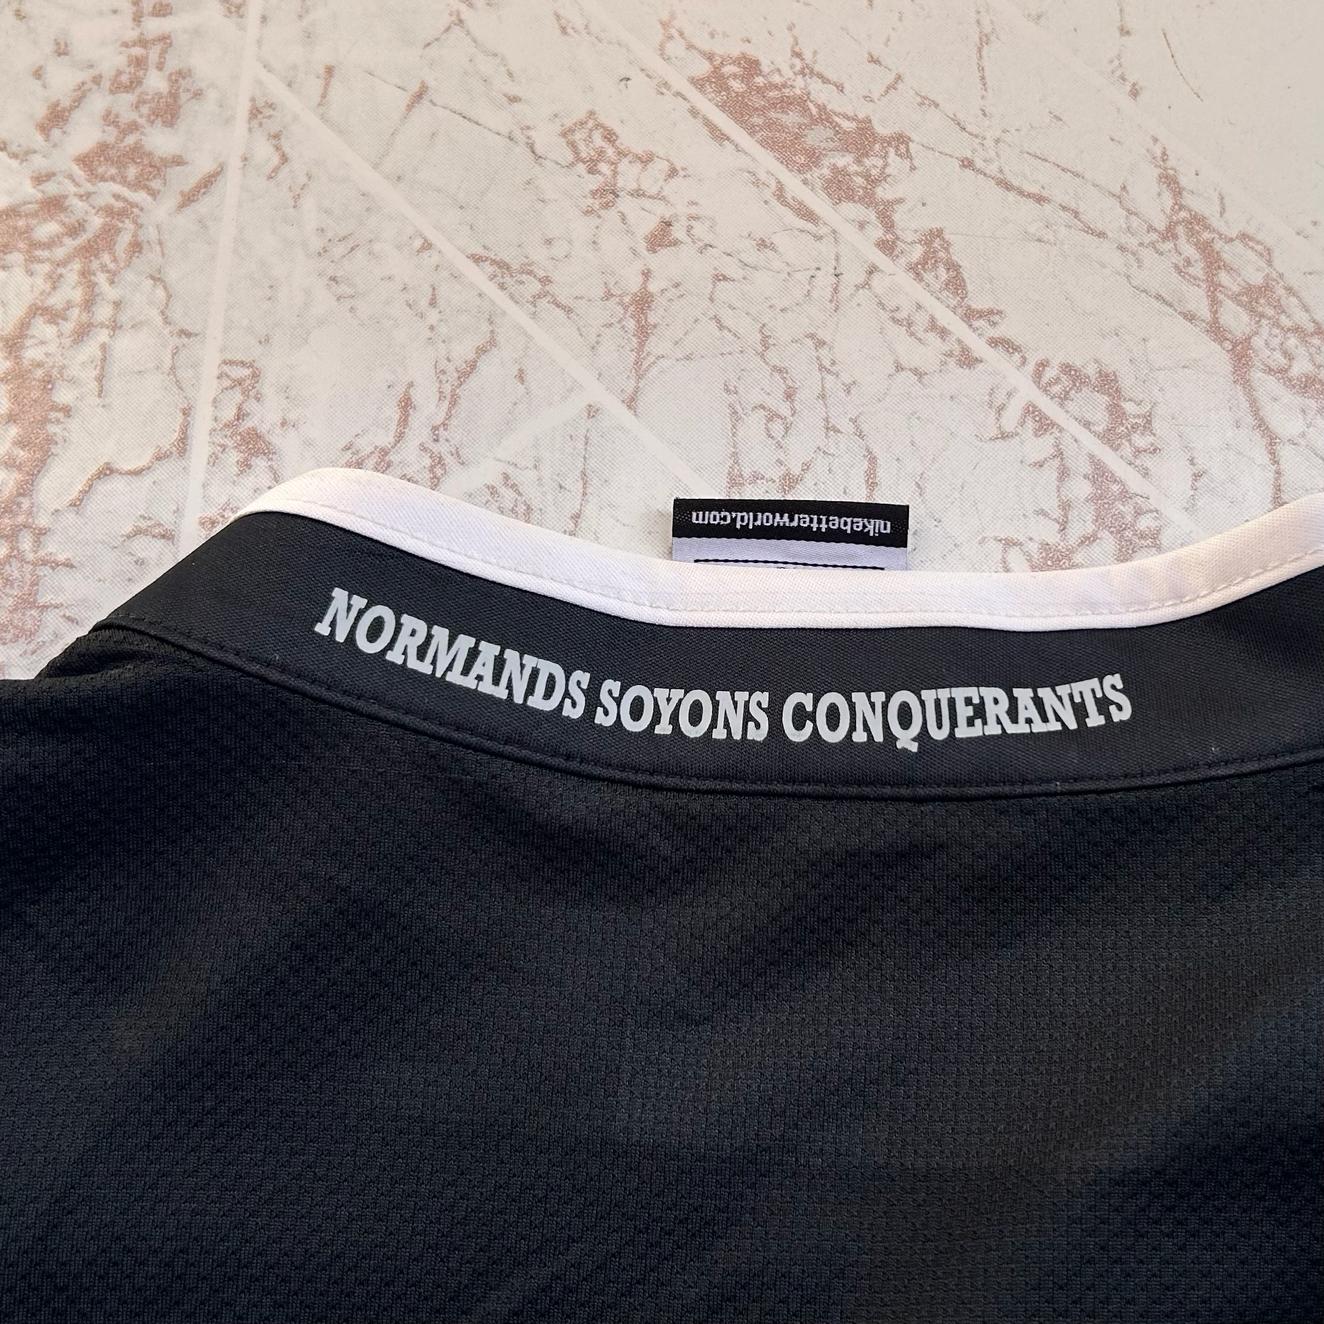 nikebetterworld.com
NORMANDS SOYONS CONQUERANTS